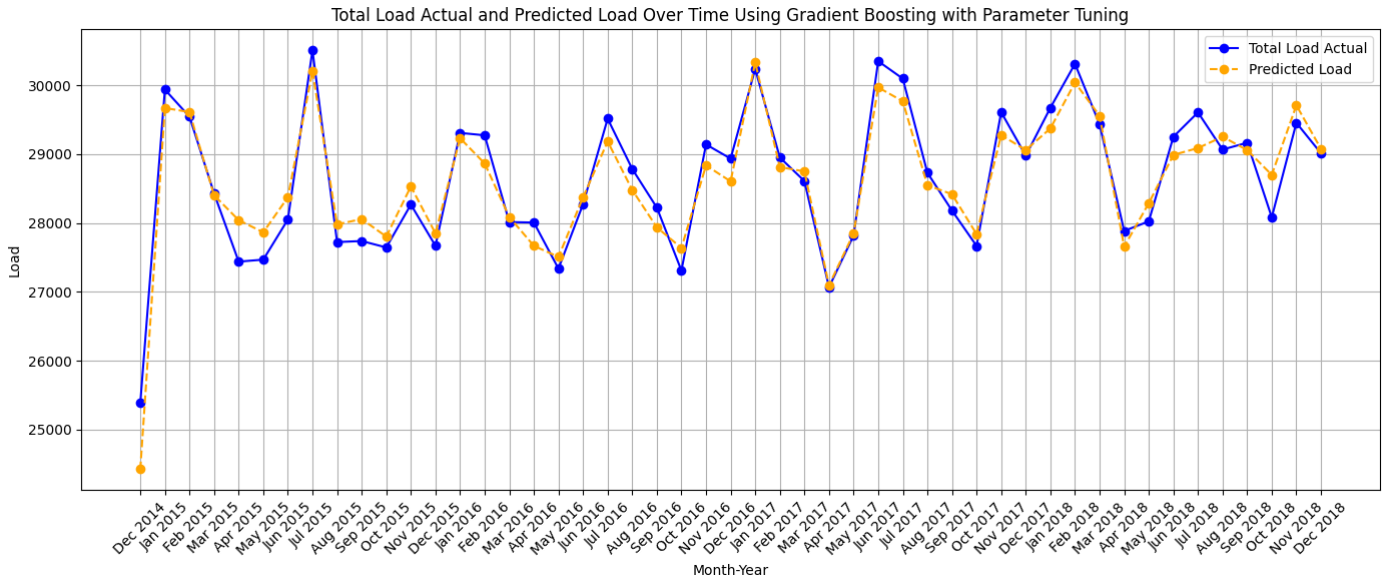 Total Load Actual and Predicted Load Over Time Using Gradient Boosting with Parameter Tuning
Total Load Actual
Predicted Load
Load
30000
29000
28000
27000
26000
25000
Dec 2014
Jan 2015
Feb 2015
Mar 2015
Apr 2015
May 2015
Jun 2015
Jul 2015
Aug 2015
Sep 2015
Oct 2015
Nov 2015
Dec 2015
Jan 2016
Feb 2016
Mar 2016
Apr 2016
May 2016
Jun 2016
Jul 2016
Aug 2016
Sep 2016
Oct 2016
Nov 2016
Dec 2016
Jan 2017
Feb 2017
Mar 2017
Apr 2017
May 2017
Jun 2017
Jul 2017
Aug 2017
Sep 2017
Oct 2017
Nov 2017
Dec 2017
Jan 2018
Feb 2018
Mar 2018
Apr 2018
May 2018
Jun 2018
Jul 2018
Aug 2018
Sep 2018
Oct 2018
Nov 2018
Dec 2018
Month-Year